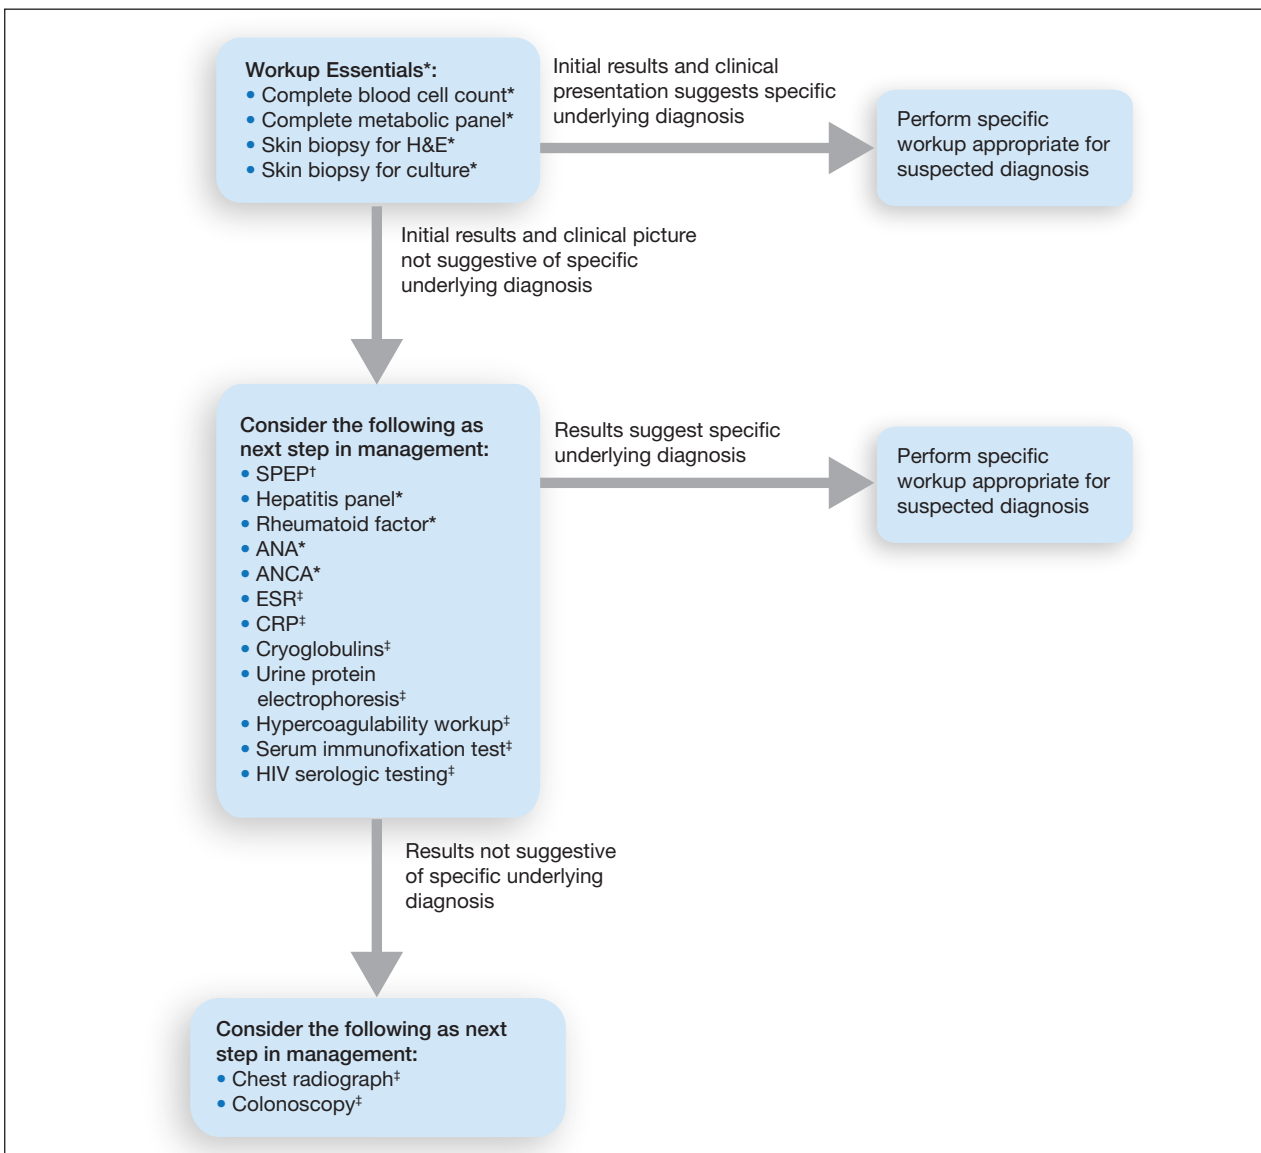 Workup Essentials*:
• Complete blood cell count*
• Complete metabolic panel*
• Skin biopsy for H&E*
• Skin biopsy for culture*
Initial results and clinical
presentation suggests specific
underlying diagnosis
Perform specific
workup appropriate for
suspected diagnosis
Initial results and clinical picture
not suggestive of specific
underlying diagnosis
Consider the following as
next step in management:
• SPEP†
• Hepatitis panel*
• Rheumatoid factor*
• ANA*
• ANCA*
• ESR‡
• CRP‡
• Cryoglobulins‡
• Urine protein
electrophoresis‡
• Hypercoagulability workup‡
• Serum immunofixation test‡
• HIV serologic testing‡
Results suggest specific
underlying diagnosis
Perform specific
workup appropriate for
suspected diagnosis
Results not suggestive
of specific underlying
diagnosis
Consider the following as next
step in management:
• Chest radiograph‡
• Colonoscopy‡